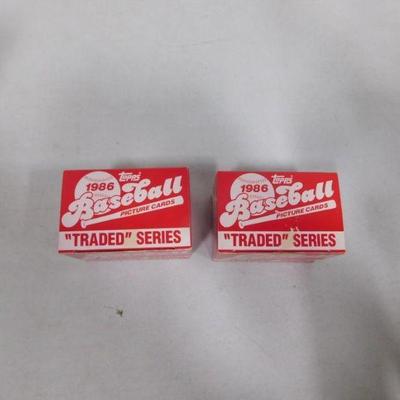 Topps
1986
Baseball
PICTURE CARDS
"TRADED" SERIES
Topps
1986
Baseball
PICTURE CARDS
"TRADED" SERIES